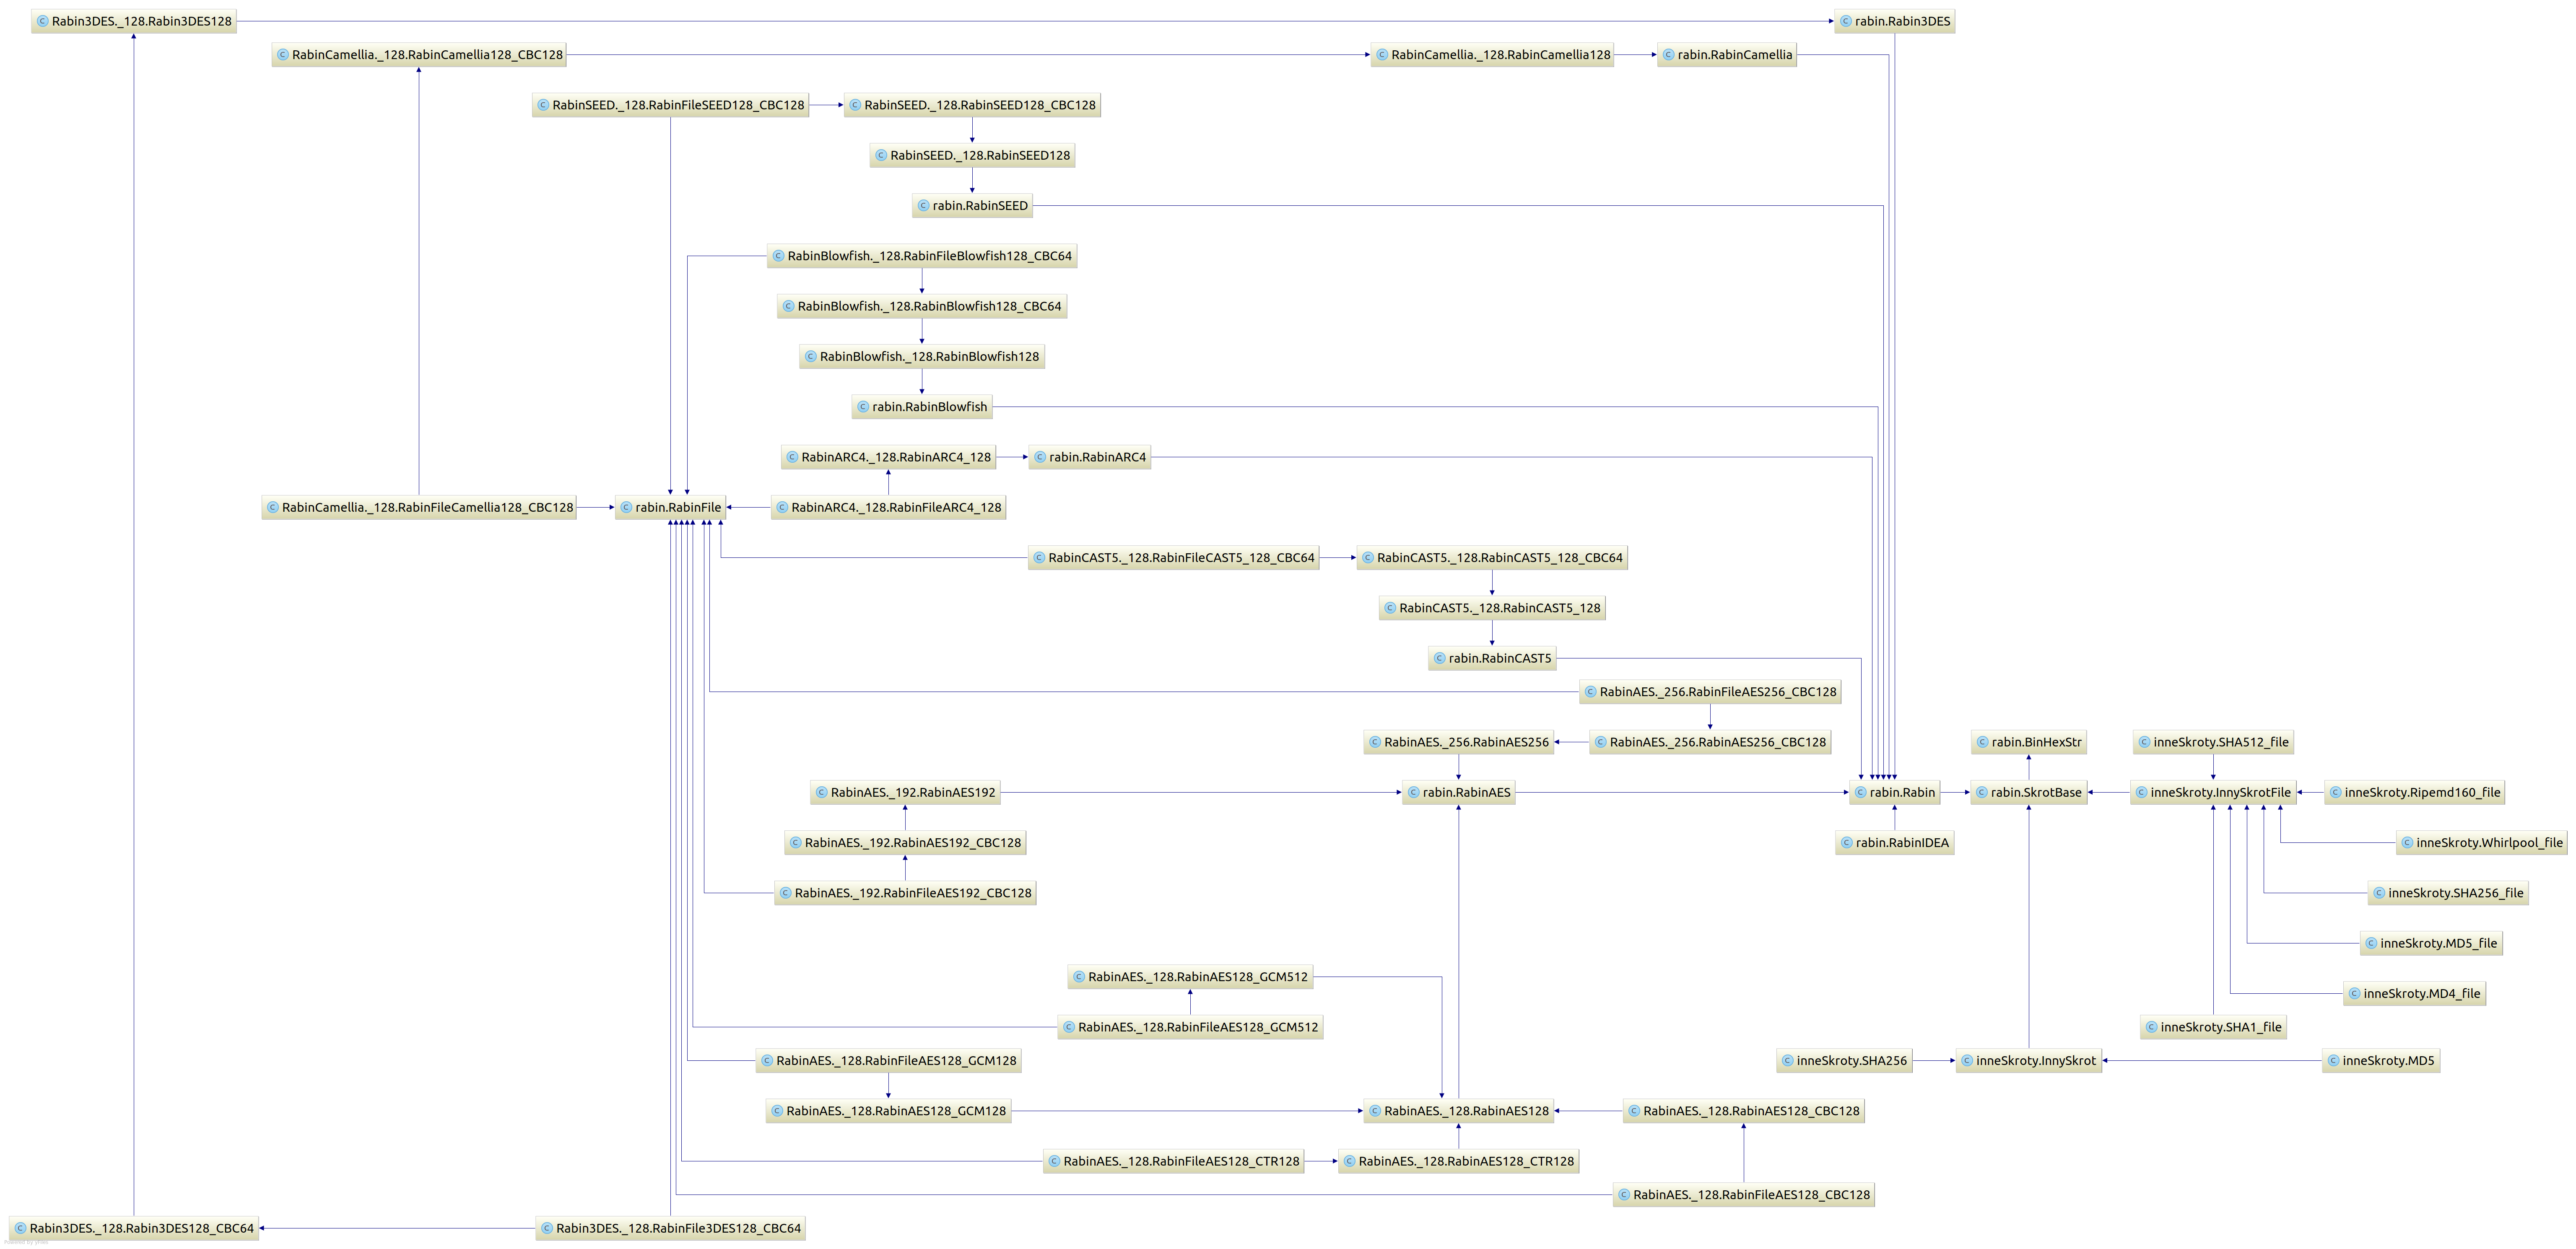 Rabin3DES._128.Rabin3DES128
rabin.Rabin3DES
RabinCamellia._128.RabinCamellia128_CBC128
RabinCamellia._128.RabinCamellia128
rabin.RabinCamellia
RabinSEED._128.RabinFileSEED128_CBC128
RabinSEED._128.RabinSEED128_CBC128
RabinSEED._128.RabinSEED128
rabin.RabinSEED
RabinBlowfish._128.RabinFileBlowfish128_CBC64
RabinBlowfish._128.RabinBlowfish128_CBC64
RabinBlowfish._128.RabinBlowfish128
rabin.RabinBlowfish
RabinARC4._128.RabinARC4_128
rabin.RabinARC4
RabinCamellia._128.RabinFileCamellia128_CBC128
rabin.RabinFile
RabinARC4._128.RabinFileARC4_128
RabinCAST5._128.RabinFileCAST5_128_CBC64
RabinCAST5._128.RabinCAST5_128_CBC64
RabinCAST5._128.RabinCAST5_128
rabin.RabinCAST5
RabinAES._256.RabinFileAES256_CBC128
RabinAES._256.RabinAES256
RabinAES._256.RabinAES256_CBC128
rabin.BinHexStr
inneSkroty.SHA512_file
RabinAES._192.RabinAES192
rabin.RabinAES
rabin.Rabin
rabin.SkrotBase
inneSkroty.InnySkrotFile
inneSkroty.Ripemd160_file
RabinAES._192.RabinAES192_CBC128
rabin.RabinIDEA
inneSkroty.Whirlpool_file
RabinAES._192.RabinFileAES192_CBC128
inneSkroty.SHA256_file
inneSkroty.MD5_file
RabinAES._128.RabinAES128_GCM512
inneSkroty.MD4_file
RabinAES._128.RabinFileAES128_GCM512
inneSkroty.SHA1_file
RabinAES._128.RabinFileAES128_GCM128
inneSkroty.SHA256
inneSkroty.InnySkrot
inneSkroty.MD5
RabinAES._128.RabinAES128_GCM128
RabinAES._128.RabinAES128
RabinAES._128.RabinAES128_CBC128
RabinAES._128.RabinFileAES128_CTR128
RabinAES._128.RabinAES128_CTR128
RabinAES._128.RabinFileAES128_CBC128
Rabin3DES._128.Rabin3DES128_CBC64
Rabin3DES._128.RabinFile3DES128_CBC64
Powered by yFiles